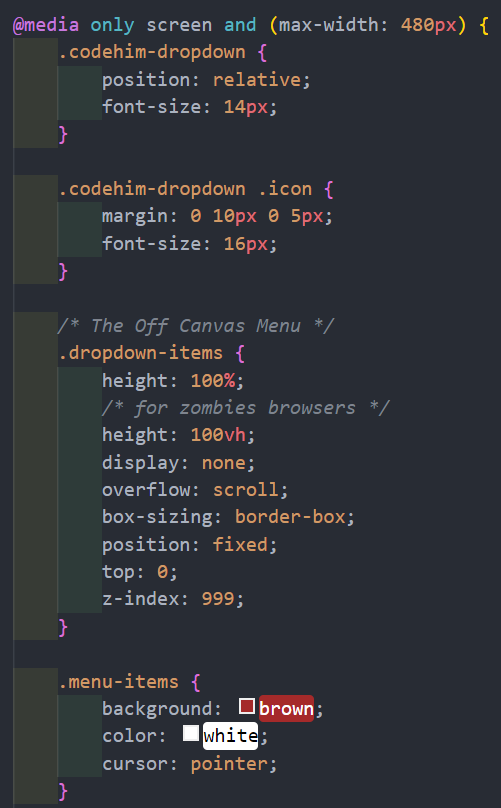 @media only screen and (max-width: 480px) {
    .codehim-dropdown {
        position: relative;
        font-size: 14px;
    }

    .codehim-dropdown .icon {
        margin: 0 10px 0 5px;
        font-size: 16px;
    }

    /* The Off Canvas Menu */
    .dropdown-items {
        height: 100%;
        /* for zombies browsers */
        height: 100vh;
        display: none;
        overflow: scroll;
        box-sizing: border-box;
        position: fixed;
        top: 0;
        z-index: 999;
    }

    .menu-items {
        background: brown;
        color: white;
        cursor: pointer;
    }